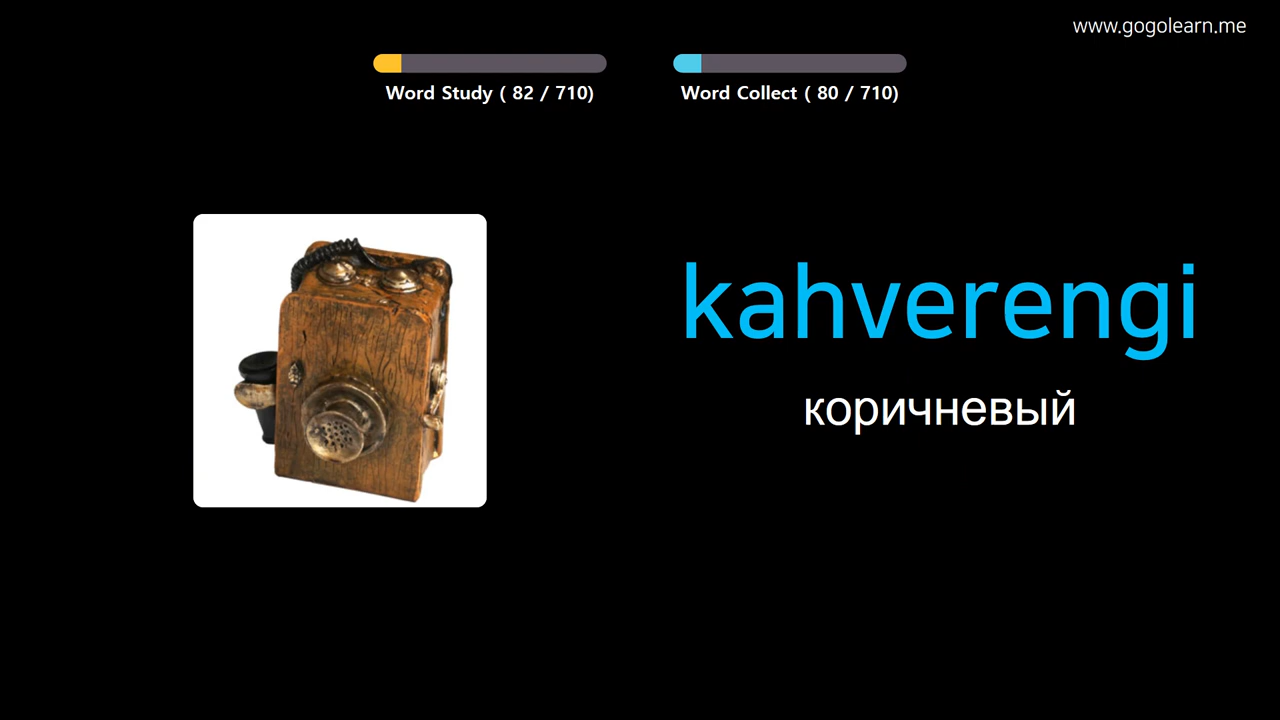 www.gogolearn.me
Word Study ( 82 / 710)
Word Collect ( 80 / 710)
kahverengi
коричневый